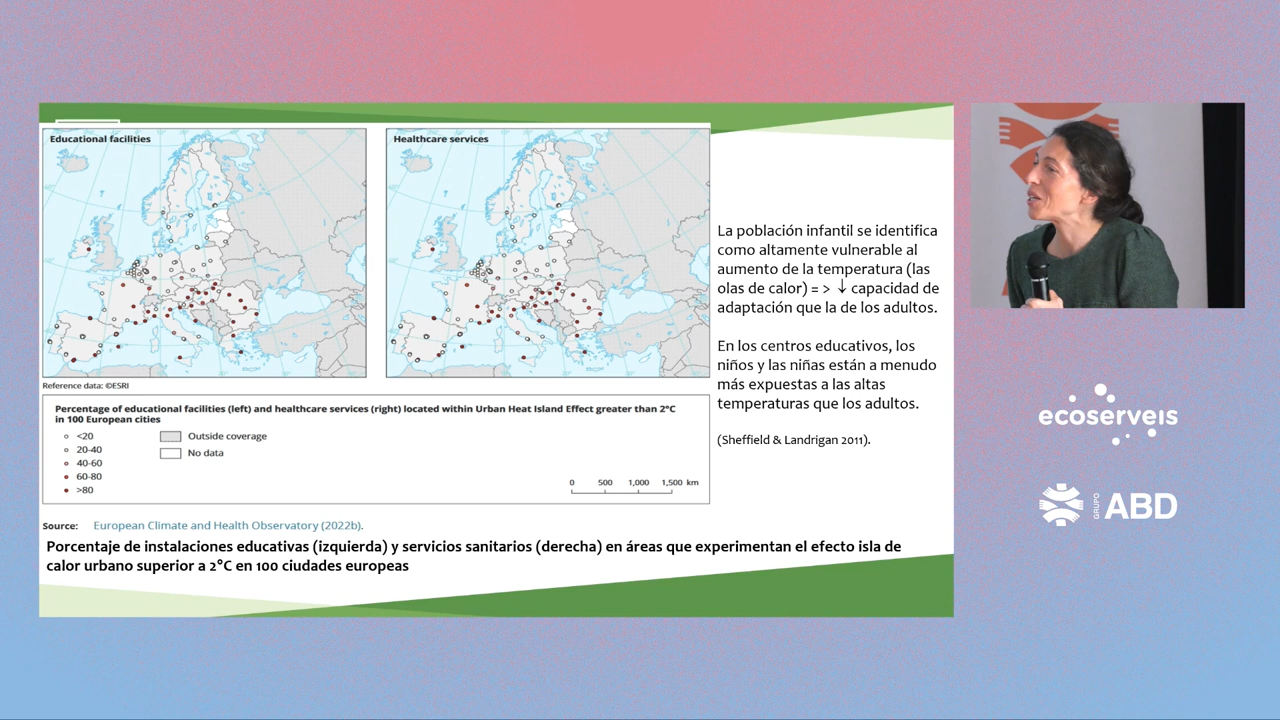 Educational facilities
Healthcare services
Reference data: ©ESRI
Percentage of educational facilities (left) and healthcare services (right) located within Urban Heat Island Effect greater than 2°C
in 100 European cities
<20
20-40
40-60
60-80
>80
Outside coverage
No data
0 500 1,000 1,500 km
Source: European Climate and Health Observatory (2022b).
Porcentaje de instalaciones educativas (izquierda) y servicios sanitarios (derecha) en áreas que experimentan el efecto isla de
calor urbano superior a 2°C en 100 ciudades europeas
La población infantil se identifica
como altamente vulnerable al
aumento de la temperatura (las
olas de calor) = > ↓ capacidad de
adaptación que la de los adultos.
En los centros educativos, los
niños y las niñas están a menudo
más expuestas a las altas
temperaturas que los adultos.
(Sheffield & Landrigan 2011).
ecoserveis
GRUPO ABD